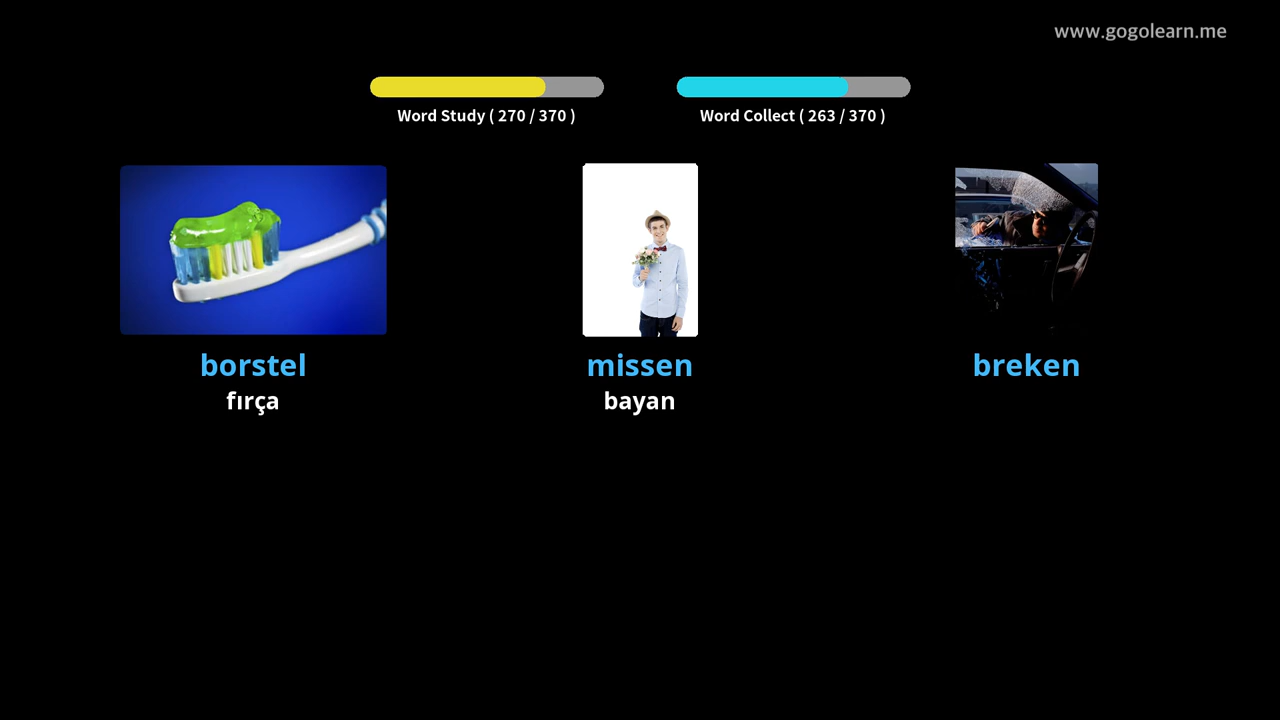 www.gogolearn.me
Word Study ( 270 / 370 )
Word Collect ( 263 / 370 )
borstel
missen
breken
fırça
bayan